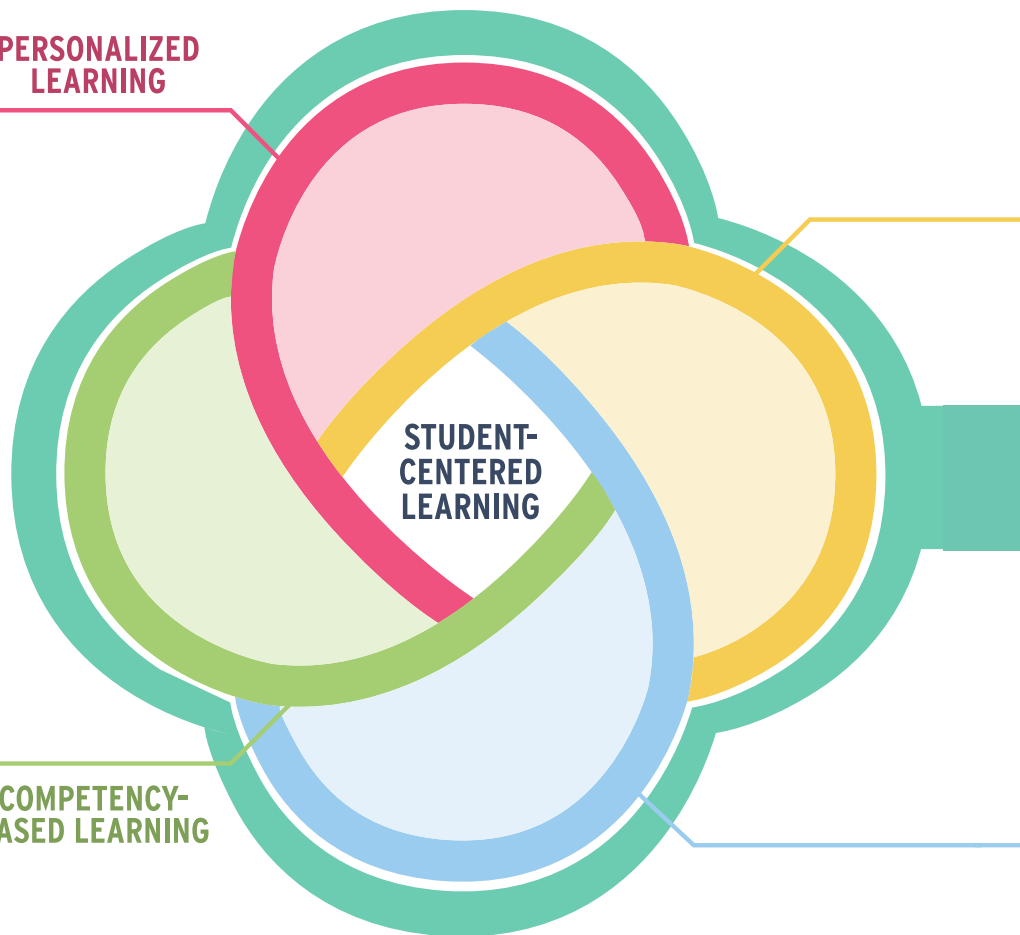 PERSONALIZED
LEARNING
STUDENT-
CENTERED
LEARNING
COMPETENCY-
ASED LEARNING